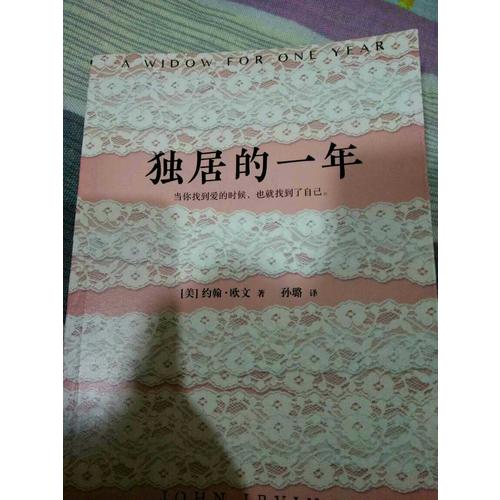 A WIDOW FOR ONE YEAR
独居的一年
当你找到爱的时候，也就找到了自己。
[美]约翰·欧文 著 孙璐 译
JOHN IRVIN